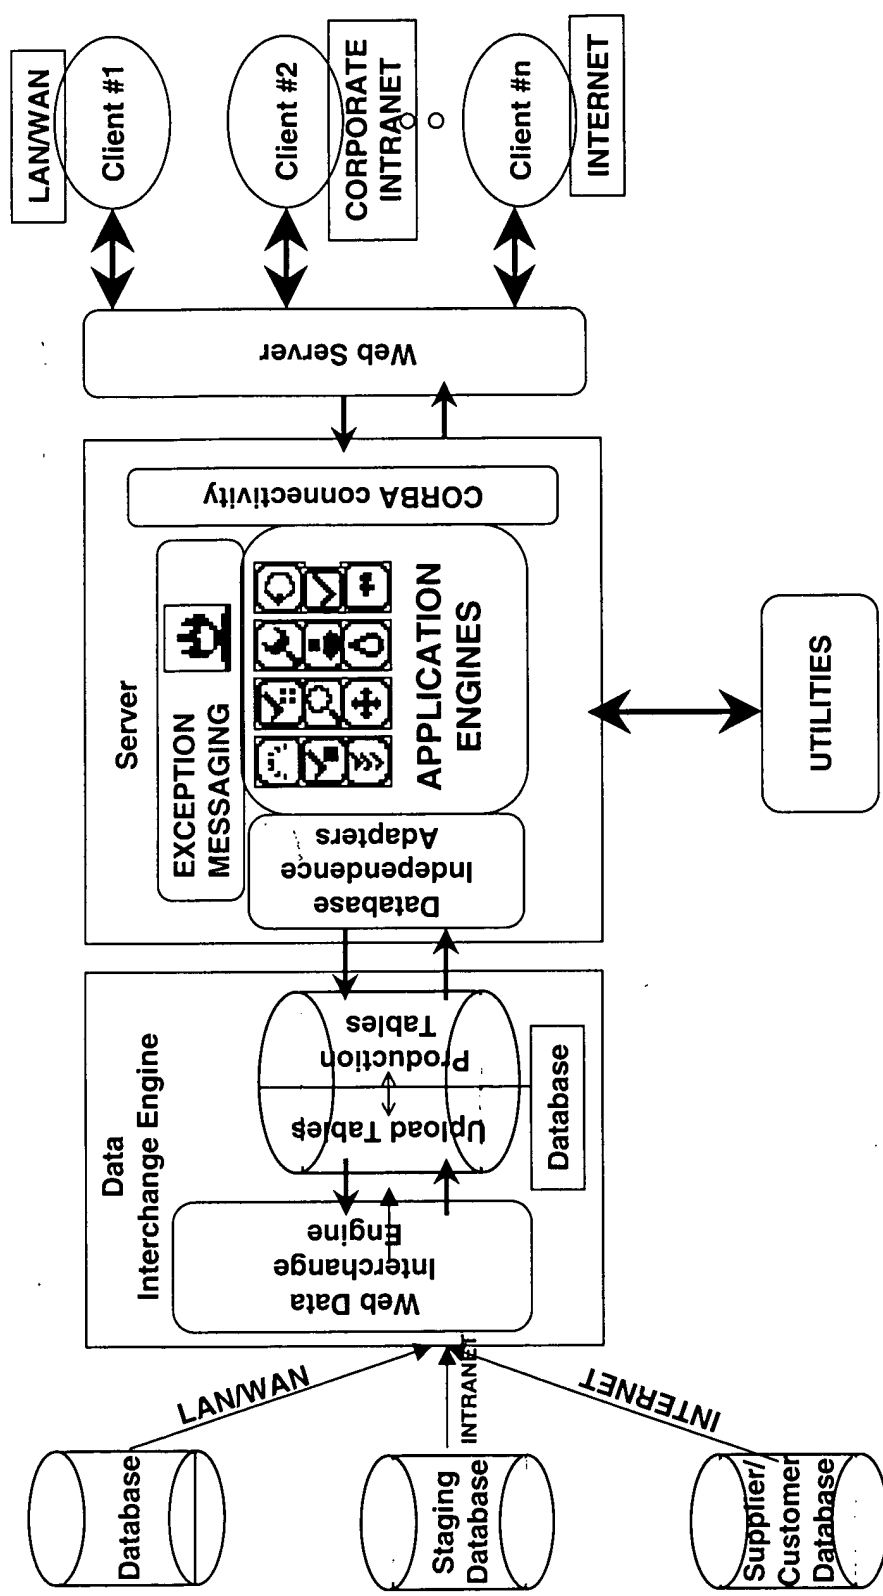 Database
Staging
Database
Supplier/
Customer
Database
LAN/WAN
INTRANET
INTERNET
Data
Interchange Engine
Web Data
Interchange
Engine
Upload Tables
Production
Tables
Database
Server
EXCEPTION
MESSAGING
Database
Independence
Adapters
APPLICATION
ENGINES
CORBA connectivity
UTILITIES
Web Server
LAN/WAN
Client #1
Client #2
CORPORATE
INTRANET
Client #n
INTERNET